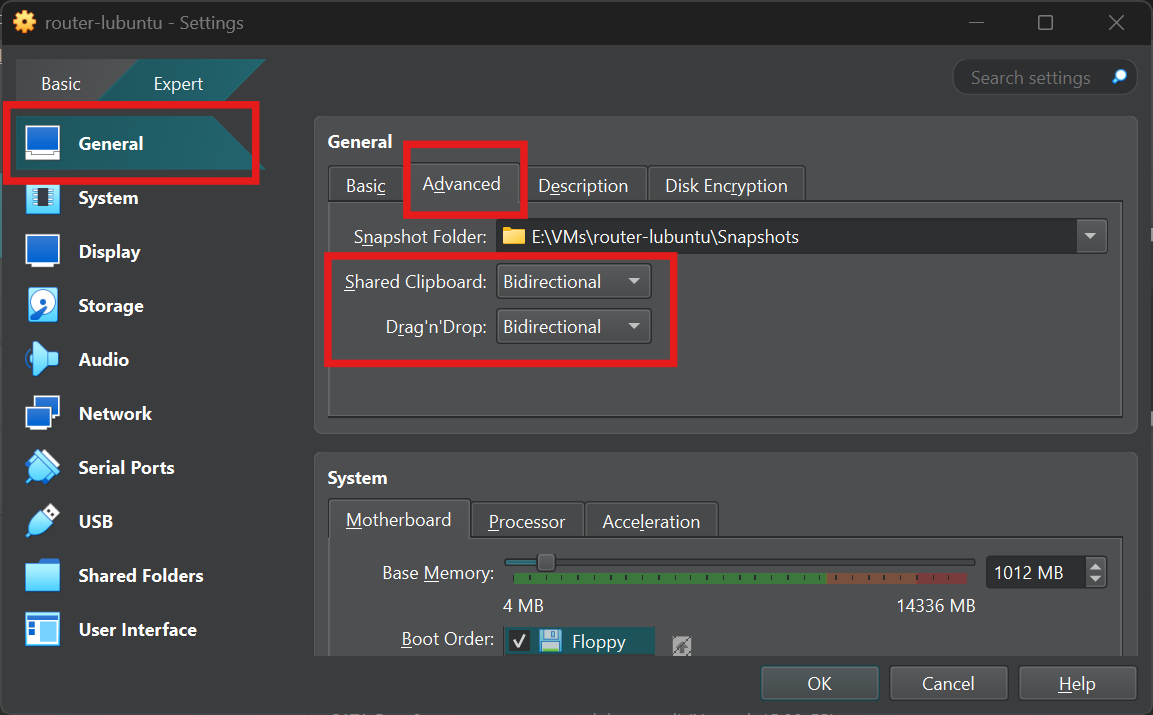 router-lubuntu - Settings
Basic
Expert
Search settings
General
System
Display
Storage
Audio
Network
Serial Ports
USB
Shared Folders
User Interface
General
Basic
Advanced
Description
Disk Encryption
Snapshot Folder: E:\VMs\router-lubuntu\Snapshots
Shared Clipboard: Bidirectional
Drag'n'Drop: Bidirectional
System
Motherboard
Processor
Acceleration
Base Memory: 1012 MB
4 MB 14336 MB
Boot Order: Floppy
OK
Cancel
Help